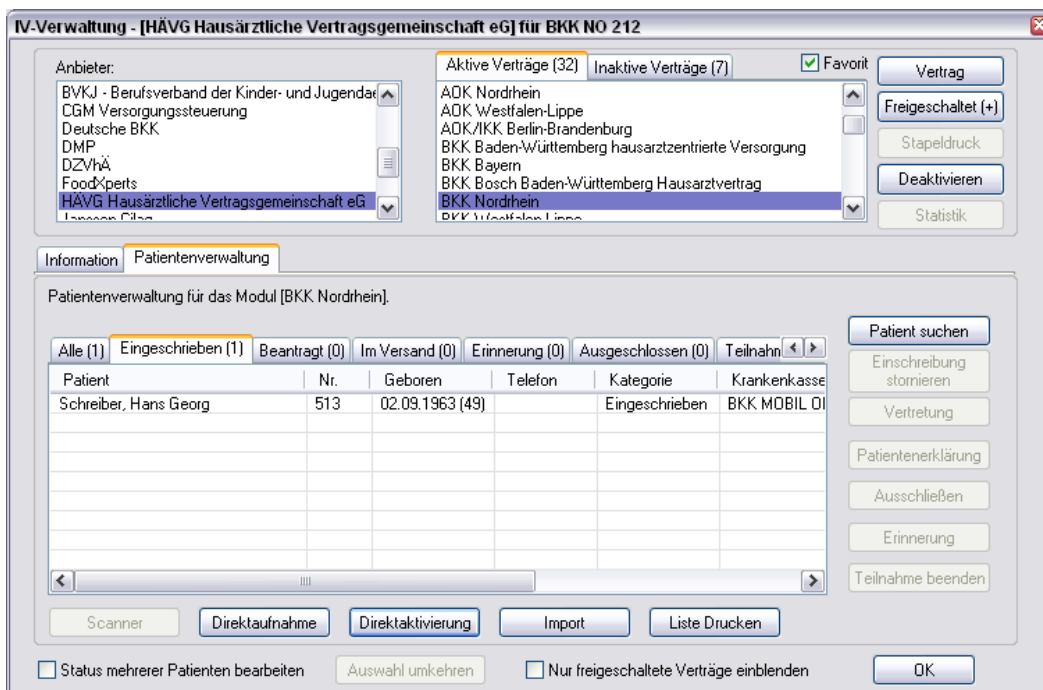 IV-Verwaltung - [HÄVG Hausärztliche Vertragsgemeinschaft eG] für BKK NO 212
Anbieter:
BVKJ - Berufsverband der Kinder- und Jugendae
CGM Versorgungssteuerung
Deutsche BKK
DMP
DZVhÄ
FoodXperts
HÄVG Hausärztliche Vertragsgemeinschaft eG
Janssen Cilag
Aktive Verträge (32)
Inaktive Verträge (7)
Favorit
AOK Nordrhein
AOK Westfalen-Lippe
AOK/IKK Berlin-Brandenburg
BKK Baden-Württemberg hausarztzentrierte Versorgung
BKK Bayern
BKK Bosch Baden-Württemberg Hausarztvertrag
BKK Nordrhein
BKK Westfalen Lippe
Vertrag
Freigeschaltet (+)
Stapeldruck
Deaktivieren
Statistik
Information
Patientenverwaltung
Patientenverwaltung für das Modul [BKK Nordrhein].
Alle (1) Eingeschrieben (1) Beantragt (0) Im Versand (0) Erinnerung (0) Ausgeschlossen (0) Teilnahm
Patient Nr. Geboren Telefon Kategorie Krankenkasse
Schreiber, Hans Georg 513 02.09.1963 (49) Eingeschrieben BKK MOBIL OI
Patient suchen
Einschreibung
stornieren
Vertretung
Patientenerklärung
Ausschließen
Erinnerung
Teilnahme beenden
Scanner
Direktaufnahme
Direktaktivierung
Import
Liste Drucken
Status mehrerer Patienten bearbeiten
Auswahl umkehren
Nur freigeschaltete Verträge einblenden
OK